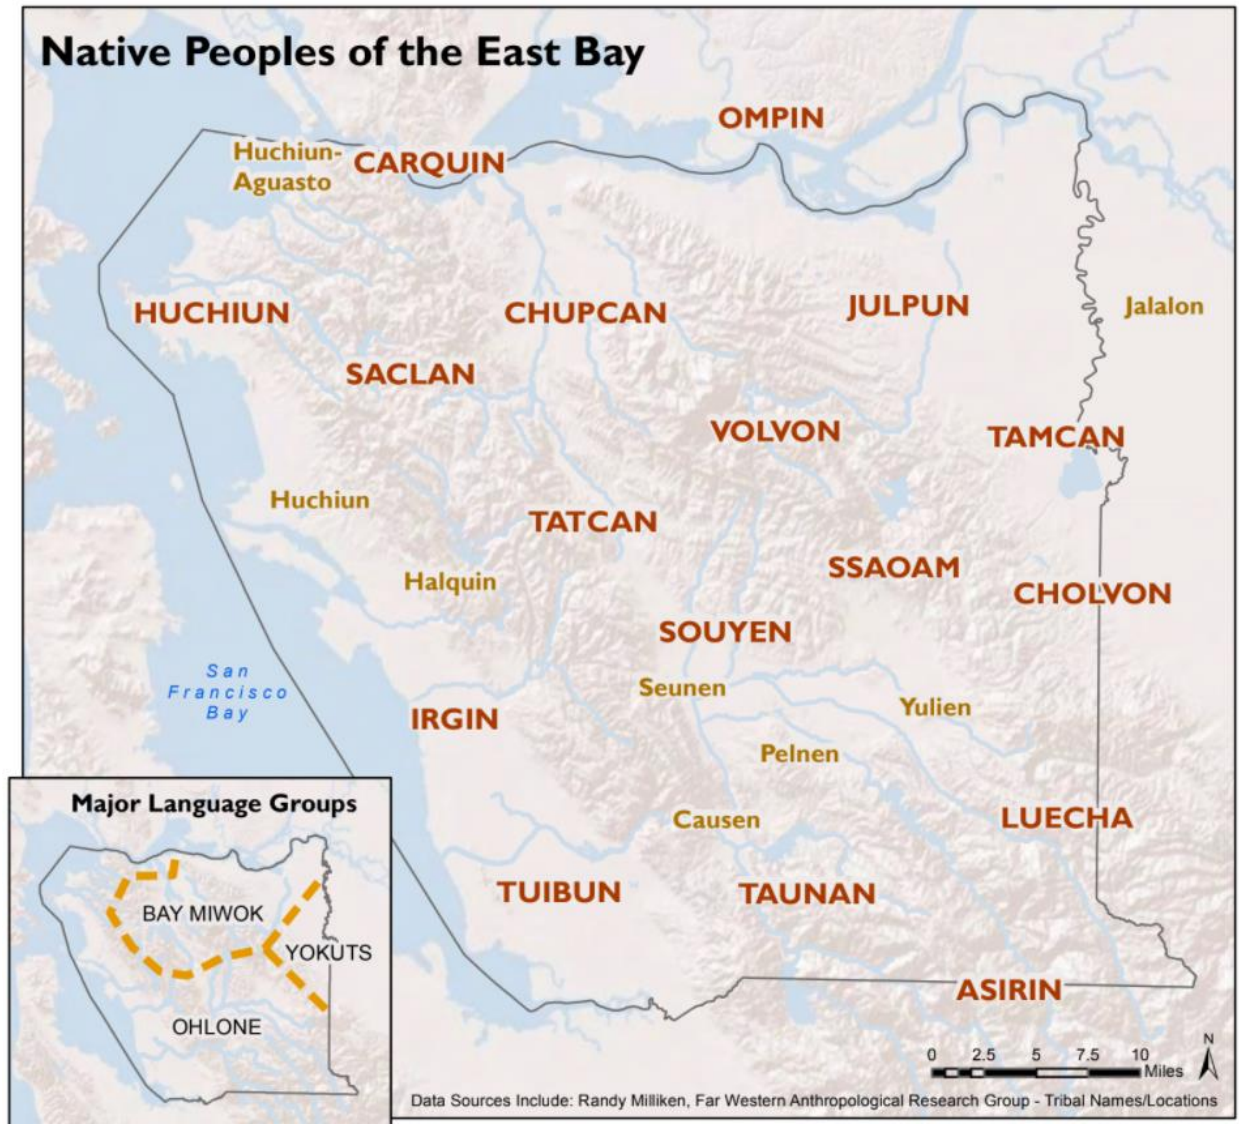 Native Peoples of the East Bay
OMPIN
Huchiun-
Aguasto
CARQUIN
HUCHIUN
CHUPCAN
JULPUN
Jalalon
SACLAN
VOLVON
TAMCAN
Huchiun
TATCAN
Halquin
SSAOAM
CHOLVON
SOUYEN
San
Francisco
Bay
Seunen
Yulien
IRGIN
Pelnen
Causen
LUECHA
TUIBUN
TAUNAN
ASIRIN
Major Language Groups
BAY MIWOK
YOKUTS
OHLONE
N
0 2.5 5 7.5 10
Miles
Data Sources Include: Randy Milliken, Far Western Anthropological Research Group - Tribal Names/Locations